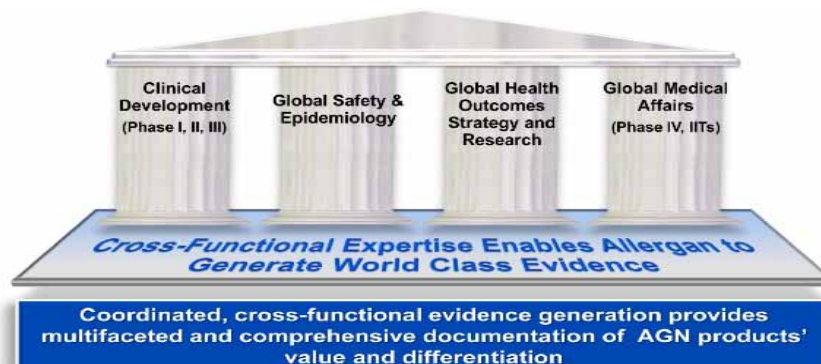 Clinical
Development
(Phase I, II, III)
Global Safety &
Epidemiology
Global Health
Outcomes
Strategy and
Research
Global Medical
Affairs
(Phase IV, IITs)
Cross-Functional Expertise Enables Allergan to
Generate World Class Evidence
Coordinated, cross-functional evidence generation provides
multifaceted and comprehensive documentation of AGN products'
value and differentiation